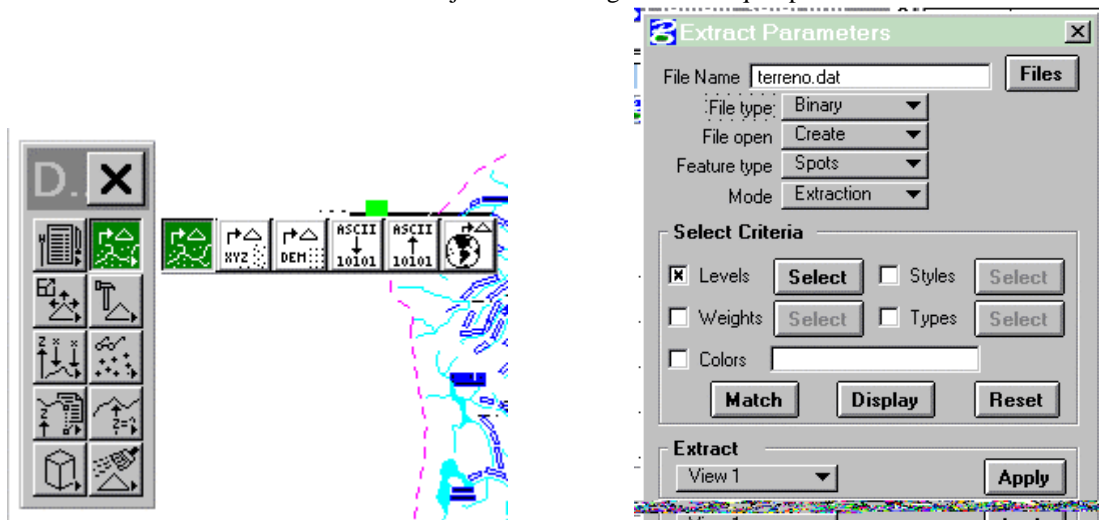 D..
XYZ
DEM
ASCII
10101
ASCII
10101
Extract Parameters
File Name terreno.dat Files
File type: Binary
File open Create
Feature type Spots
Mode Extraction
Select Criteria
Levels Select Styles Select
Weights Select Types Select
Colors
Match Display Reset
Extract
View 1 Apply